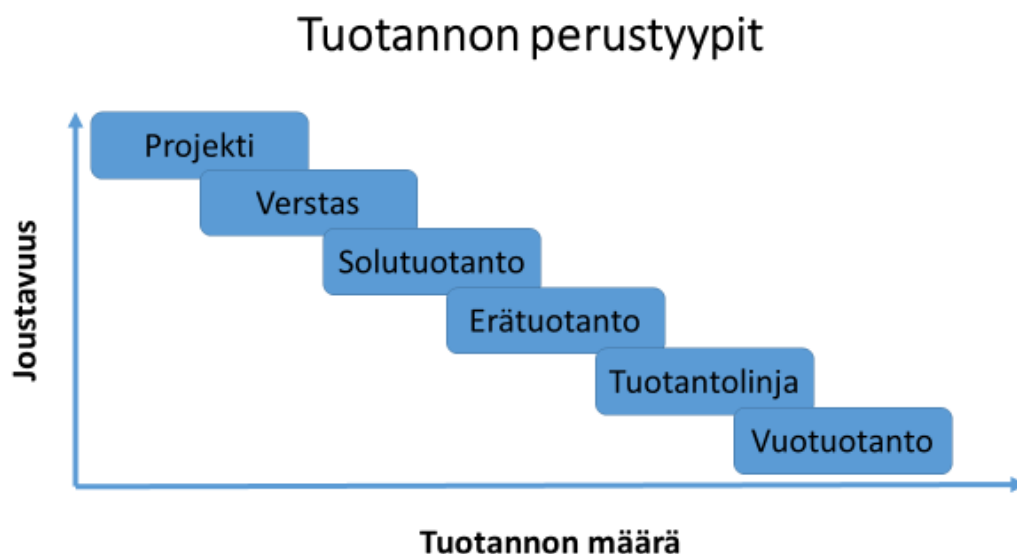 Tuotannon perustyypit
Projekti
Verstas
Solutuotanto
Erätuotanto
Tuotantolinja
Vuotuotanto
Joustavuus
Tuotannon määrä